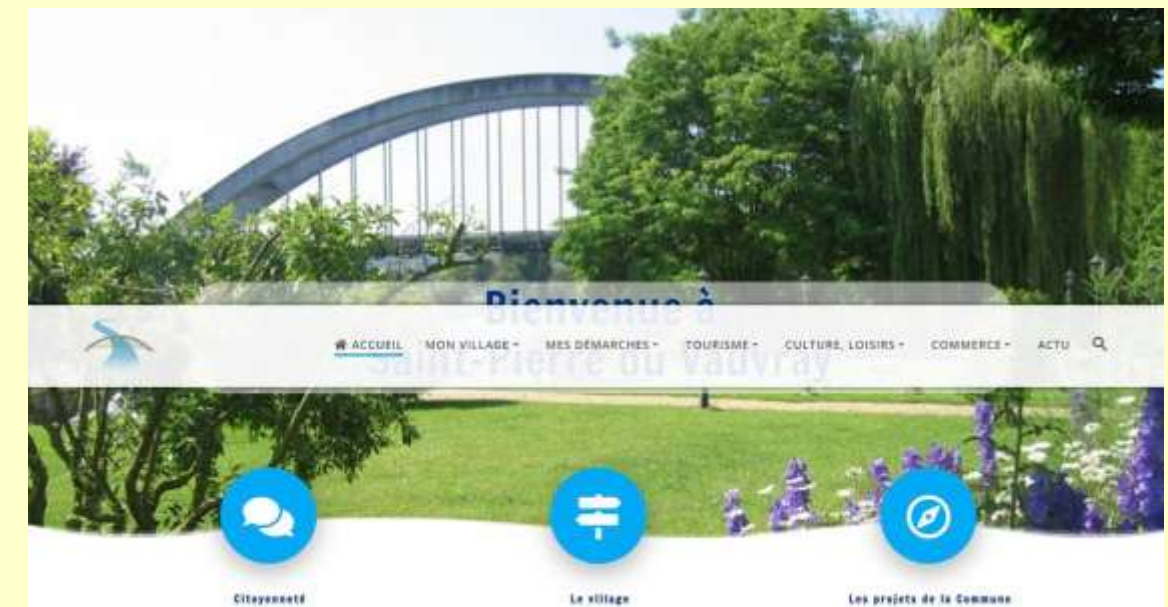 Bienvenue à
ACCUEIL MON VILLAGE MES DÉMARCHES TOURISME CULTURE, LOISIRS COMMERCE ACTU
Saint-Pierre du Vauvray
Citoyenneté Le village Les projets de la Commune